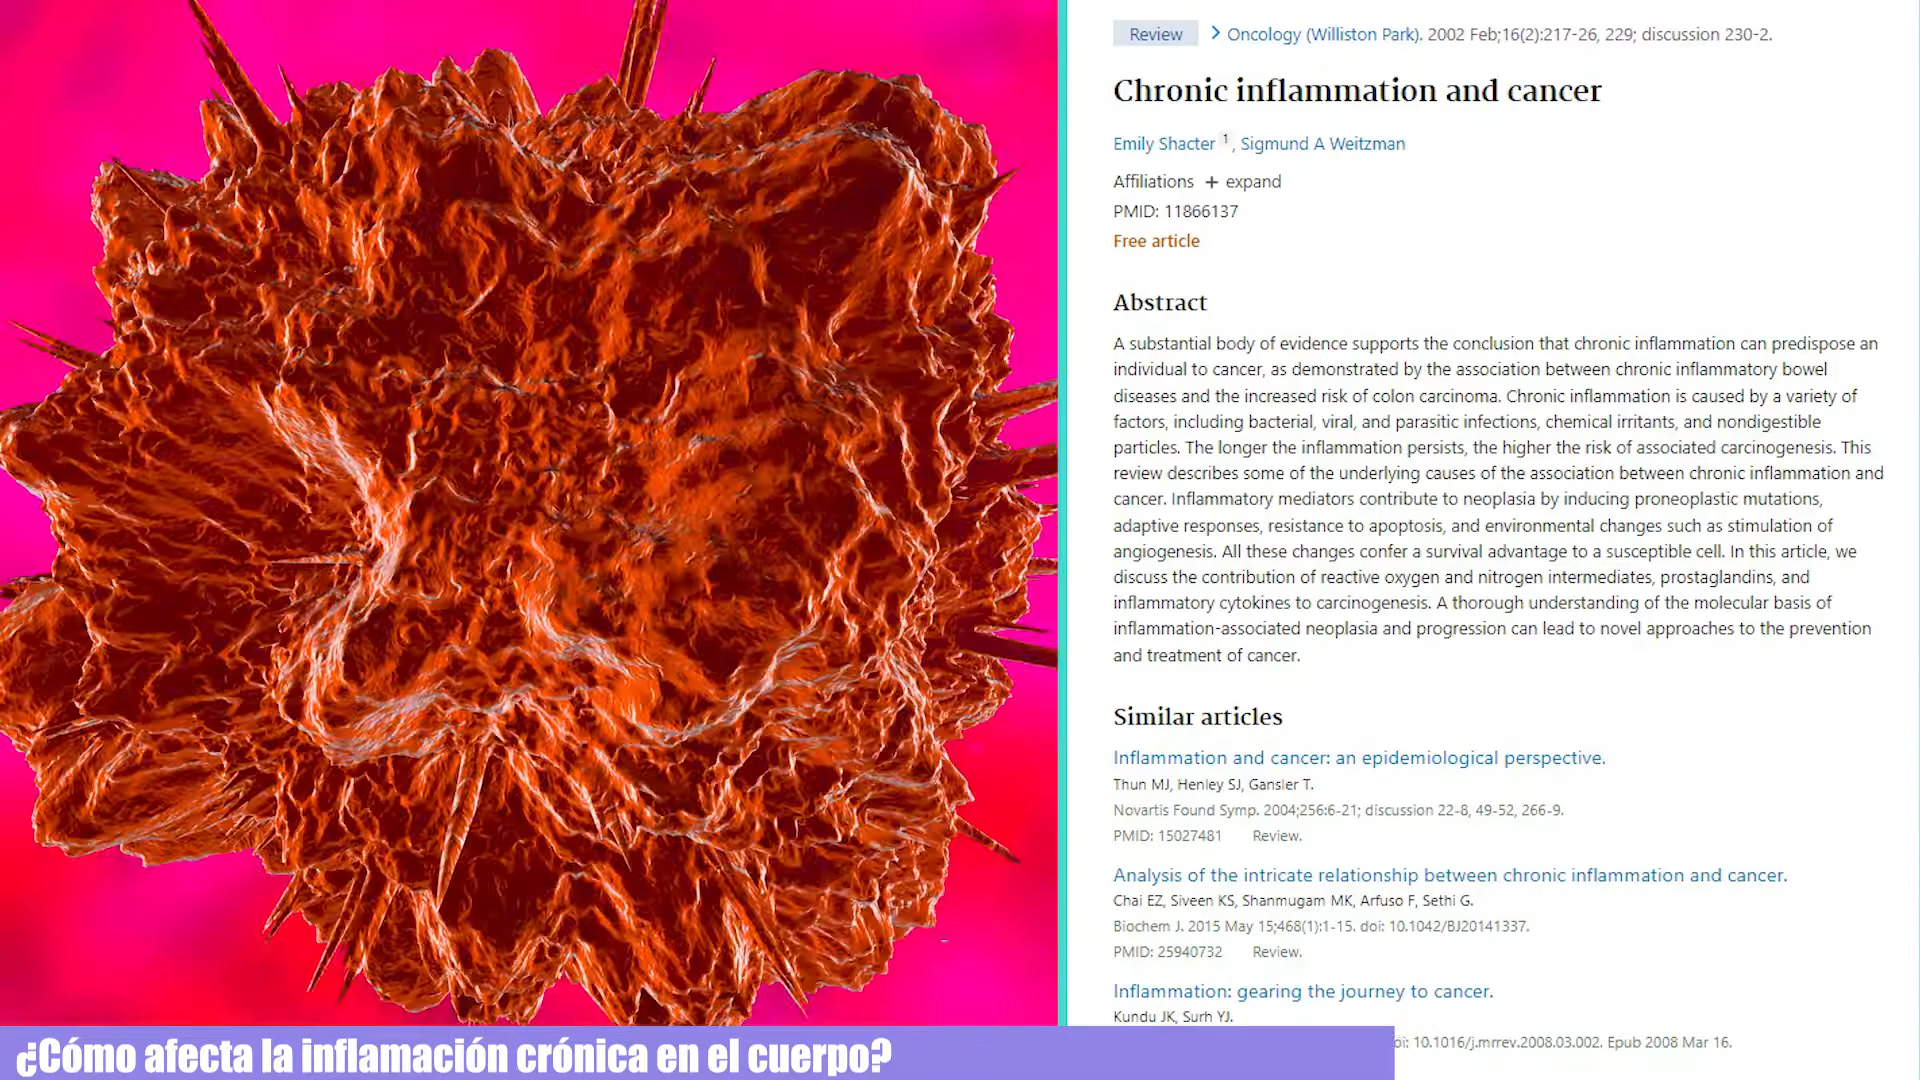 Review > Oncology (Williston Park). 2002 Feb;16(2):217-26, 229; discussion 230-2.
Chronic inflammation and cancer
Emily Shacter 1, Sigmund A Weitzman
Affiliations + expand
PMID: 11866137
Free article
Abstract
A substantial body of evidence supports the conclusion that chronic inflammation can predispose an
individual to cancer, as demonstrated by the association between chronic inflammatory bowel
diseases and the increased risk of colon carcinoma. Chronic inflammation is caused by a variety of
factors, including bacterial, viral, and parasitic infections, chemical irritants, and nondigestible
particles. The longer the inflammation persists, the higher the risk of associated carcinogenesis. This
review describes some of the underlying causes of the association between chronic inflammation and
cancer. Inflammatory mediators contribute to neoplasia by inducing proneoplastic mutations,
adaptive responses, resistance to apoptosis, and environmental changes such as stimulation of
angiogenesis. All these changes confer a survival advantage to a susceptible cell. In this article, we
discuss the contribution of reactive oxygen and nitrogen intermediates, prostaglandins, and
inflammatory cytokines to carcinogenesis. A thorough understanding of the molecular basis of
inflammation-associated neoplasia and progression can lead to novel approaches to the prevention
and treatment of cancer.
Similar articles
Inflammation and cancer: an epidemiological perspective.
Thun MJ, Henley SJ, Gansler T.
Novartis Found Symp. 2004;256:6-21; discussion 22-8, 49-52, 266-9.
PMID: 15027481 Review.
Analysis of the intricate relationship between chronic inflammation and cancer.
Chai EZ, Siveen KS, Shanmugam MK, Arfuso F, Sethi G.
Biochem J. 2015 May 15;468(1):1-15. doi: 10.1042/BJ20141337.
PMID: 25940732 Review.
Inflammation: gearing the journey to cancer.
Kundu JK, Surh YJ.
oi: 10.1016/j.mrrev.2008.03.002. Epub 2008 Mar 16.
¿Cómo afecta la inflamación crónica en el cuerpo?